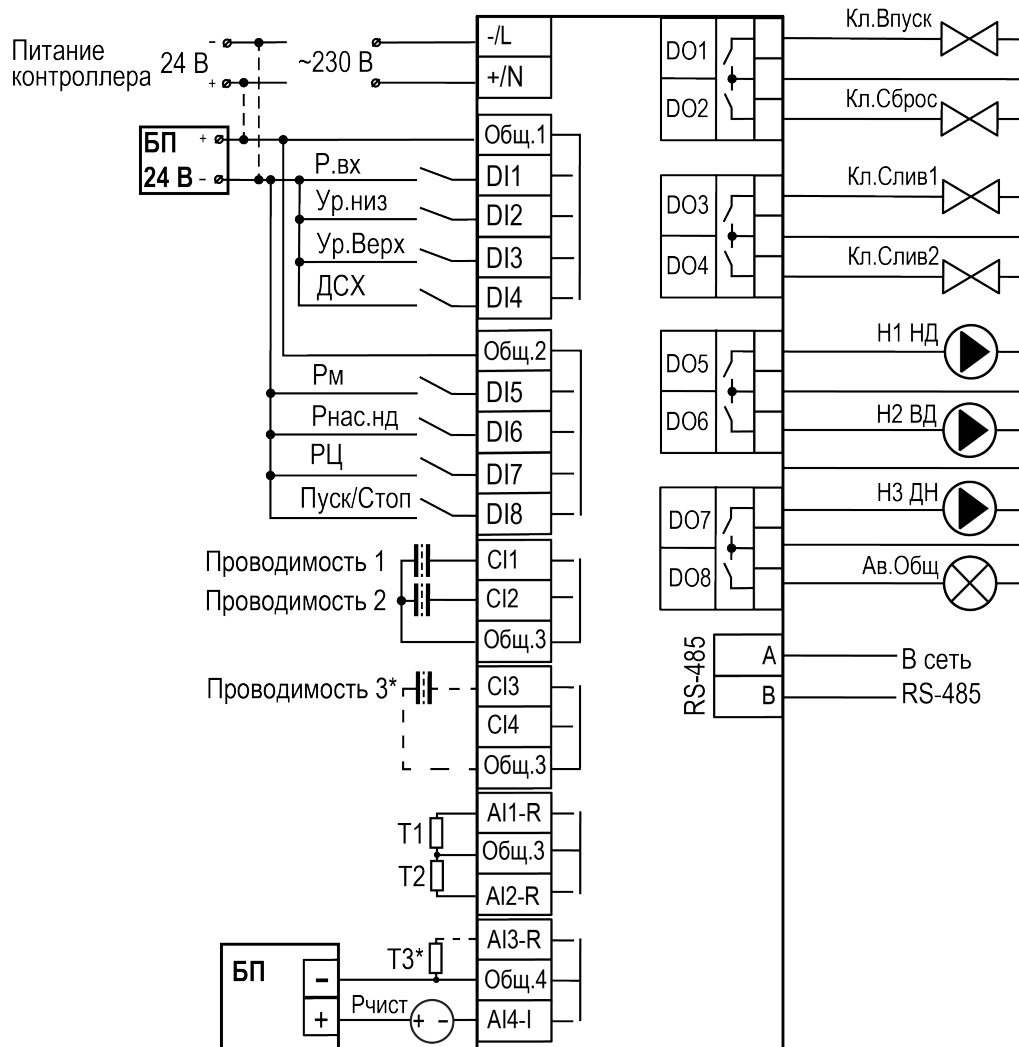 Питание
контроллера
-
+
24 В
~230 В
-/L
+/N
БП
24 В
+
-
Общ.1
Р.вх
DI1
Ур.низ
DI2
Ур.Верх
DI3
ДСХ
DI4
Общ.2
Рм
DI5
Рнас.нд
DI6
РЦ
DI7
Пуск/Стоп
DI8
Проводимость 1
CI1
Проводимость 2
CI2
Общ.3
Проводимость 3*
CI3
CI4
Общ.3
AI1-R
Т1
Общ.3
Т2
AI2-R
AI3-R
Т3*
БП
-
Общ.4
+
Рчист
+ -
AI4-I
DO1
Кл.Впуск
DO2
Кл.Сброс
DO3
Кл.Слив1
DO4
Кл.Слив2
DO5
Н1 НД
DO6
Н2 ВД
DO7
Н3 ДН
DO8
Ав.Общ
RS-485
A
B
В сеть
RS-485